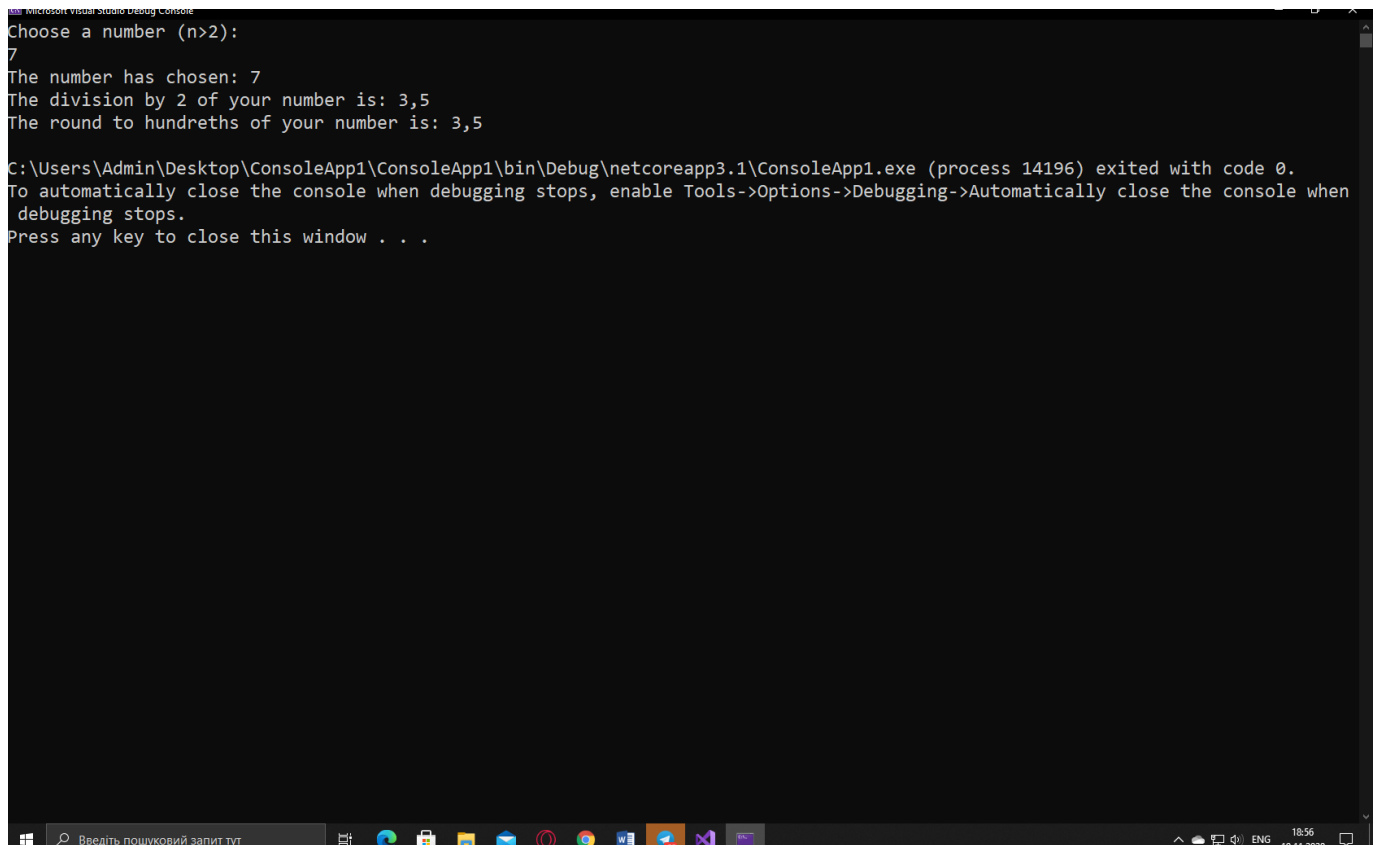 Microsoft Visual Studio Debug Console
Choose a number (n>2):
7
The number has chosen: 7
The division by 2 of your number is: 3,5
The round to hundreths of your number is: 3,5
C:\Users\Admin\Desktop\ConsoleApp1\ConsoleApp1\bin\Debug\netcoreapp3.1\ConsoleApp1.exe (process 14196) exited with code 0.
To automatically close the console when debugging stops, enable Tools->Options->Debugging->Automatically close the console when
debugging stops.
Press any key to close this window . . .
Введіть пошуковий запит тут
ENG
18:56